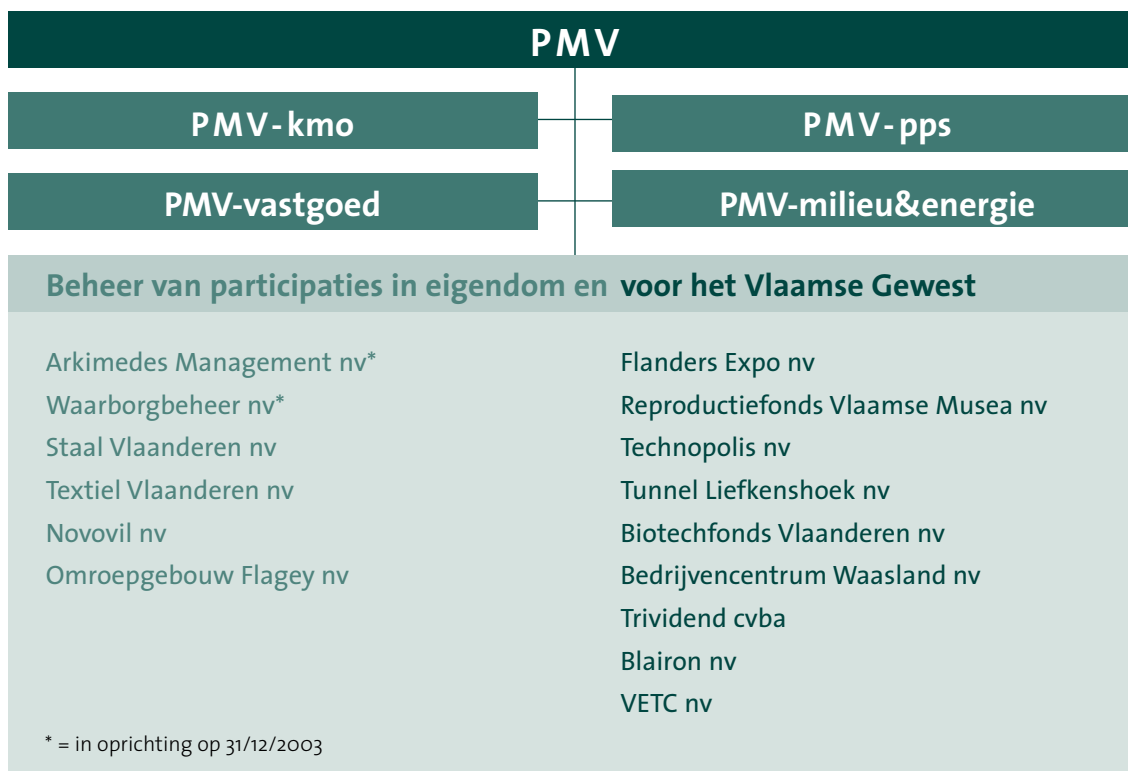 PMV
PMV-kmo
PMV-pps
PMV-vastgoed
PMV-milieu&energie
Beheer van participaties in eigendom en voor het Vlaamse Gewest
Arkimedes Management nv*
Waarborgbeheer nv*
Staal Vlaanderen nv
Textiel Vlaanderen nv
Novovil nv
Omroepgebouw Flagey nv
Flanders Expo nv
Reproductiefonds Vlaamse Musea nv
Technopolis nv
Tunnel Liefkenshoek nv
Biotechfonds Vlaanderen nv
Bedrijvencentrum Waasland nv
Trividend cvba
Blairon nv
VETC nv
* = in oprichting op 31/12/2003